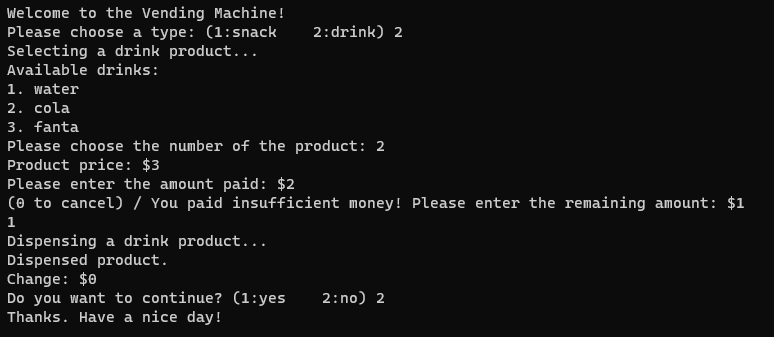 Welcome to the Vending Machine!
Please choose a type: (1:snack    2:drink) 2
Selecting a drink product...
Available drinks:
1. water
2. cola
3. fanta
Please choose the number of the product: 2
Product price: $3
Please enter the amount paid: $2
(0 to cancel) / You paid insufficient money! Please enter the remaining amount: $1
1
Dispensing a drink product...
Dispensed product.
Change: $0
Do you want to continue? (1:yes    2:no) 2
Thanks. Have a nice day!